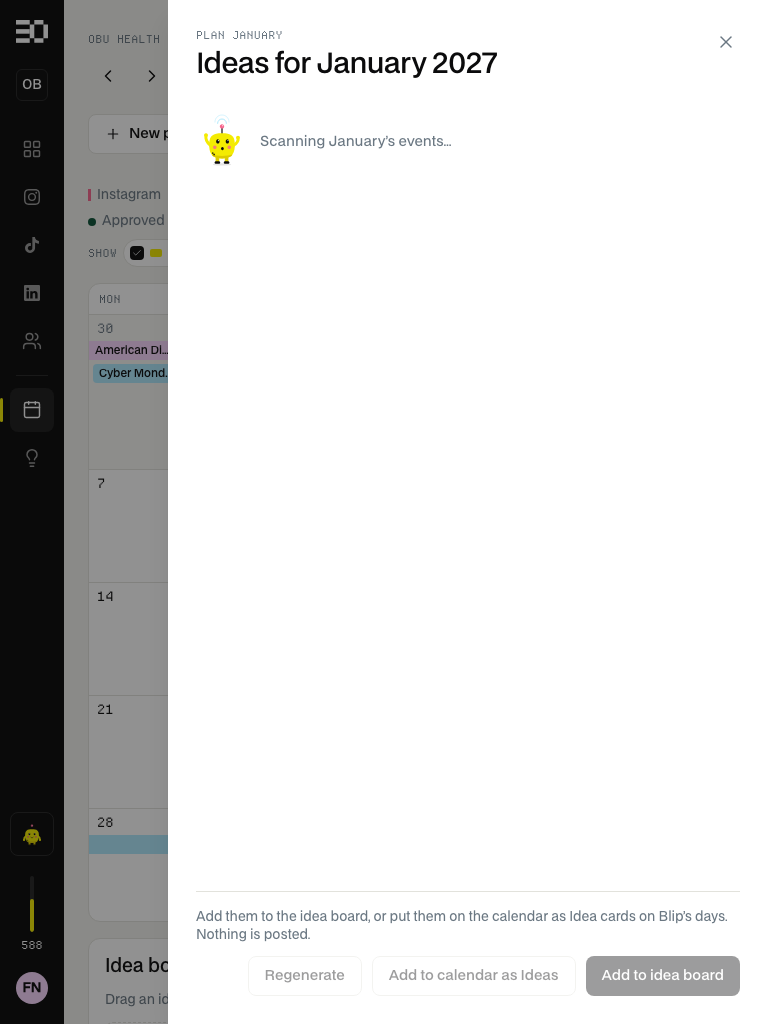 OBU HEALTH
OB
New p
Instagram
Approved
SHOW
MON
30
American Di...
Cyber Mond.
7
14
21
28
Idea bo
Drag an id
588
FN
PLAN JANUARY
Ideas for January 2027
Scanning January's events...
Add them to the idea board, or put them on the calendar as Idea cards on Blip's days.
Nothing is posted.
Regenerate
Add to calendar as Ideas
Add to idea board